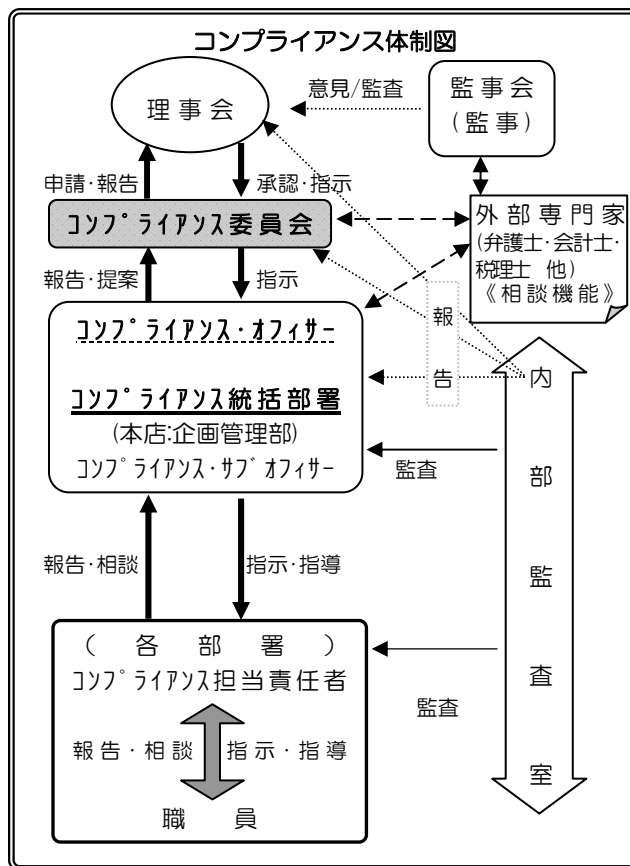 コンプライアンス体制図
理事会
意見/監査
監事会
(監事)
申請・報告
承認・指示
ｺﾝﾌﾟﾗｲｱﾝｽ委員会
外部専門家
(弁護士・会計士・
税理士 他)
《相談機能》
報告・提案
指示
ｺﾝﾌﾟﾗｲｱﾝｽ・ｵﾌｨｻｰ
ｺﾝﾌﾟﾗｲｱﾝｽ統括部署
(本店:企画管理部)
ｺﾝﾌﾟﾗｲｱﾝｽ・ｻﾌﾞｵﾌｨｻｰ
報告
監査
内部監査室
報告・相談
指示・指導
(各部署)
ｺﾝﾌﾟﾗｲｱﾝｽ担当責任者
監査
報告・相談
指示・指導
職員